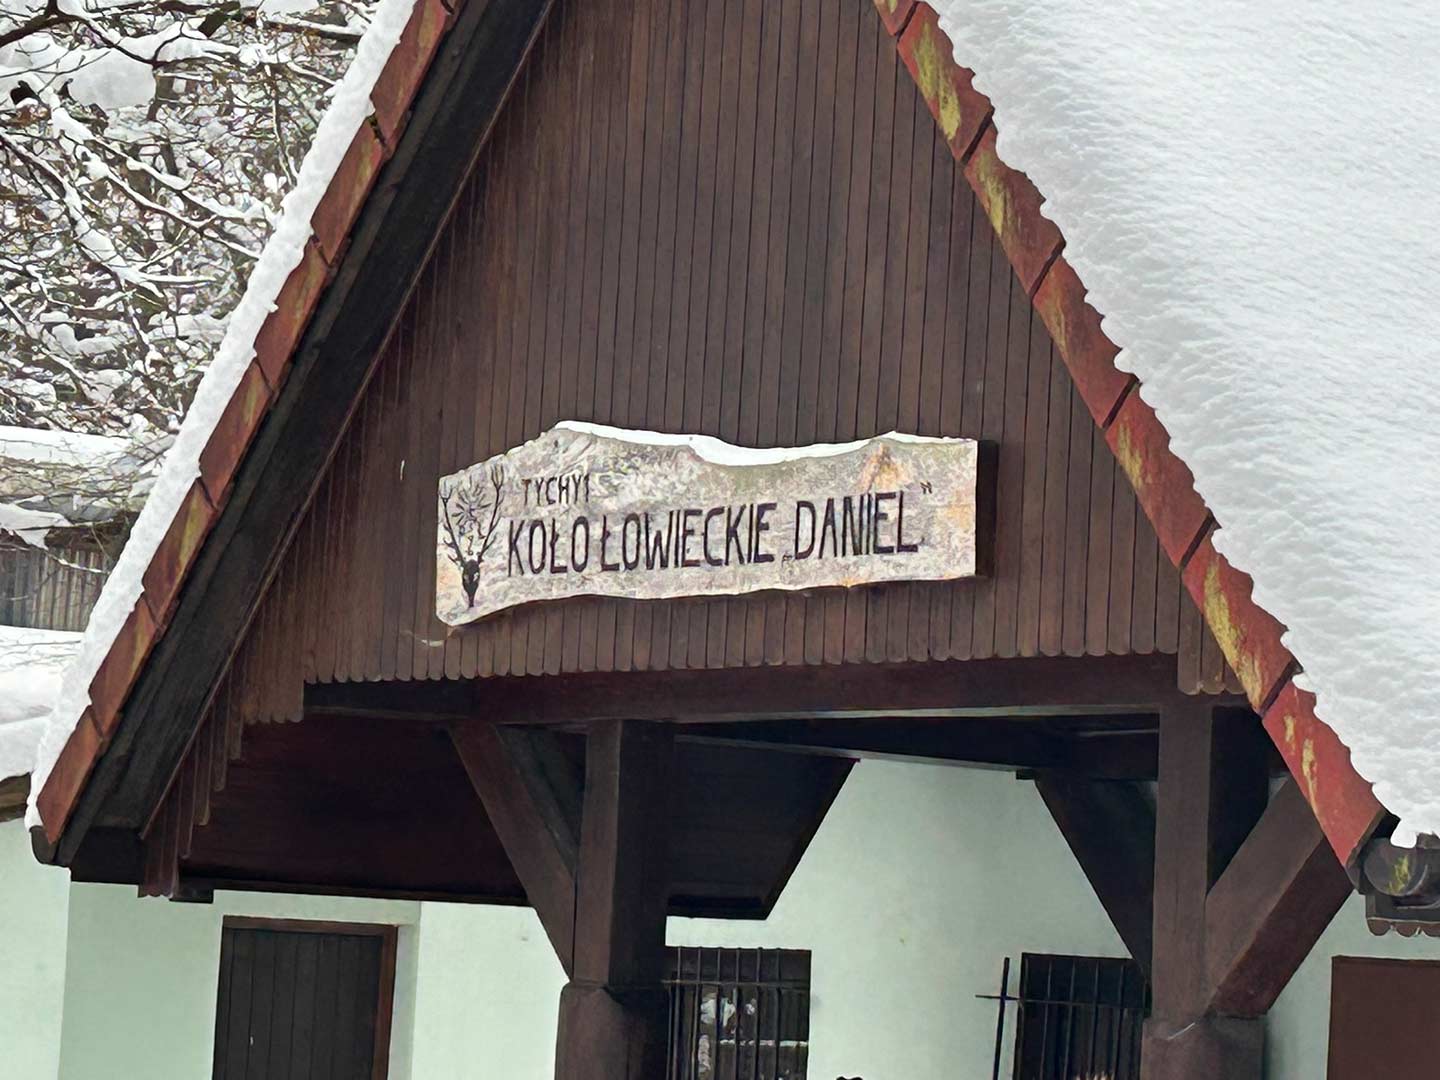 TYCHY
KOŁO ŁOWIECKIE „DANIEL”